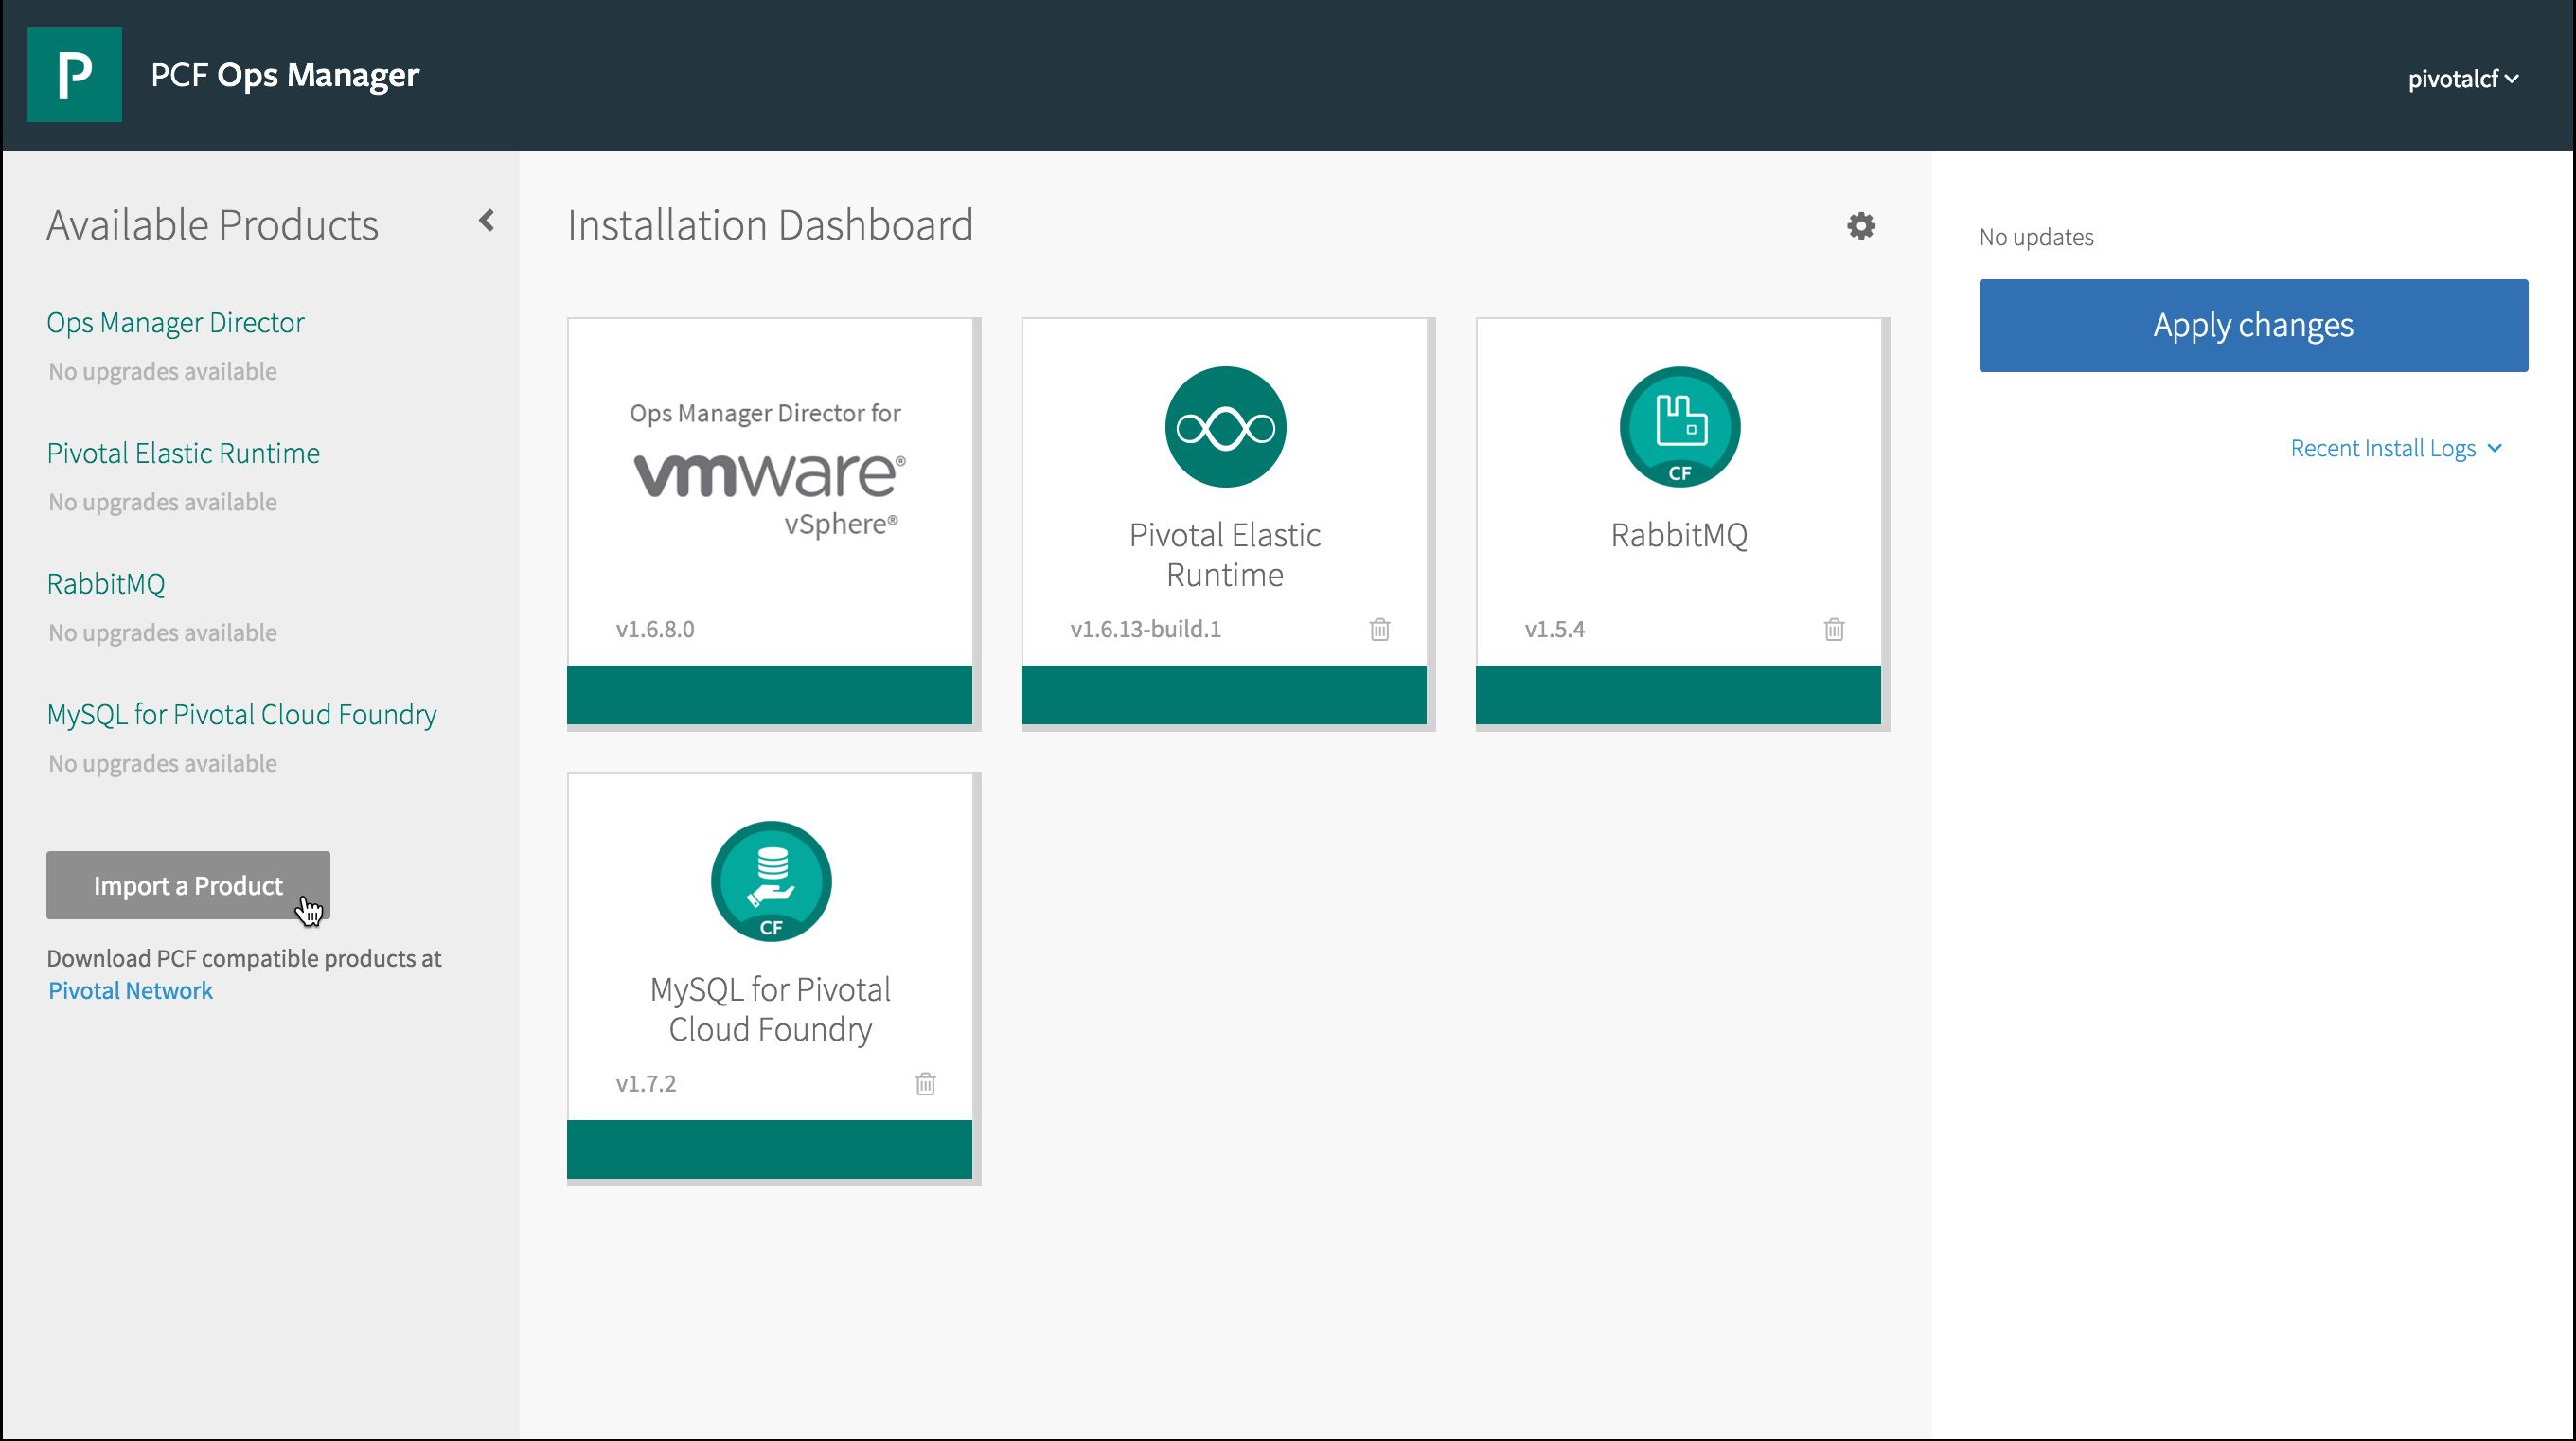 P
PCF Ops Manager
pivotalcf
Available Products
Ops Manager Director
No upgrades available
Pivotal Elastic Runtime
No upgrades available
RabbitMQ
No upgrades available
MySQL for Pivotal Cloud Foundry
No upgrades available
Import a Product
Download PCF compatible products at
Pivotal Network
Installation Dashboard
Ops Manager Director for
vmware®
vSphere®
v1.6.8.0
Pivotal Elastic
Runtime
v1.6.13-build.1
CF
RabbitMQ
v1.5.4
CF
MySQL for Pivotal
Cloud Foundry
v1.7.2
No updates
Apply changes
Recent Install Logs